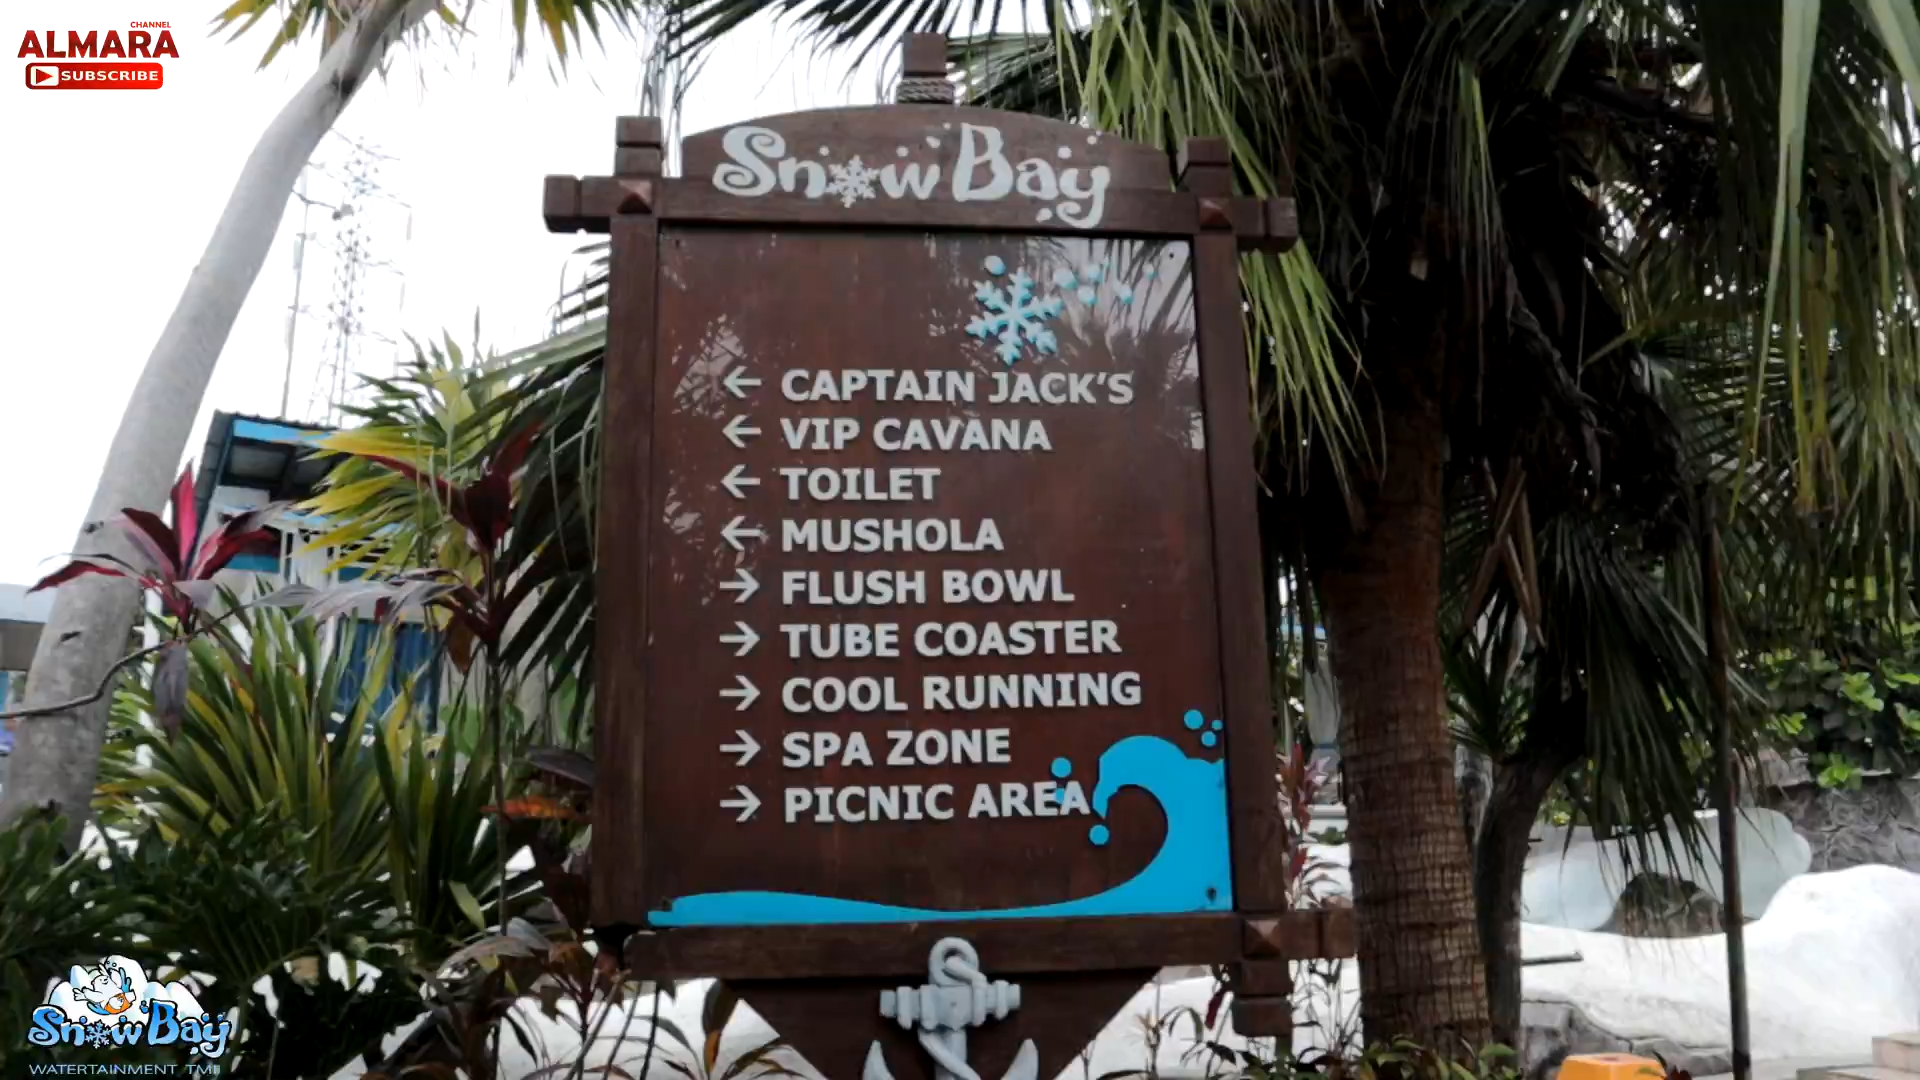 CHANNEL
ALMARA
SUBSCRIBE
Snow Bay
← CAPTAIN JACK'S
← VIP CAVANA
← TOILET
← MUSHOLA
→ FLUSH BOWL
→ TUBE COASTER
→ COOL RUNNING
→ SPA ZONE
→ PICNIC AREA
Snow Bay
WATERTAINMENT TMII